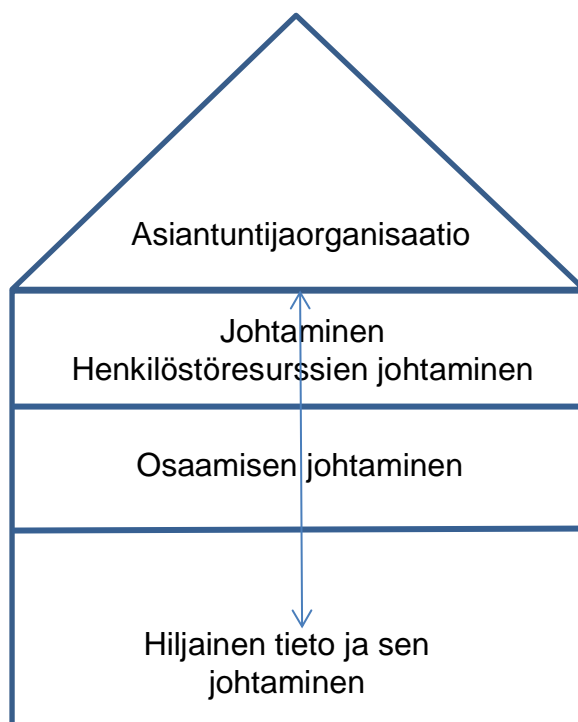 Asiantuntijaorganisaatio
Johtaminen
Henkilöstöresurssien johtaminen
Osaamisen johtaminen
Hiljainen tieto ja sen
johtaminen